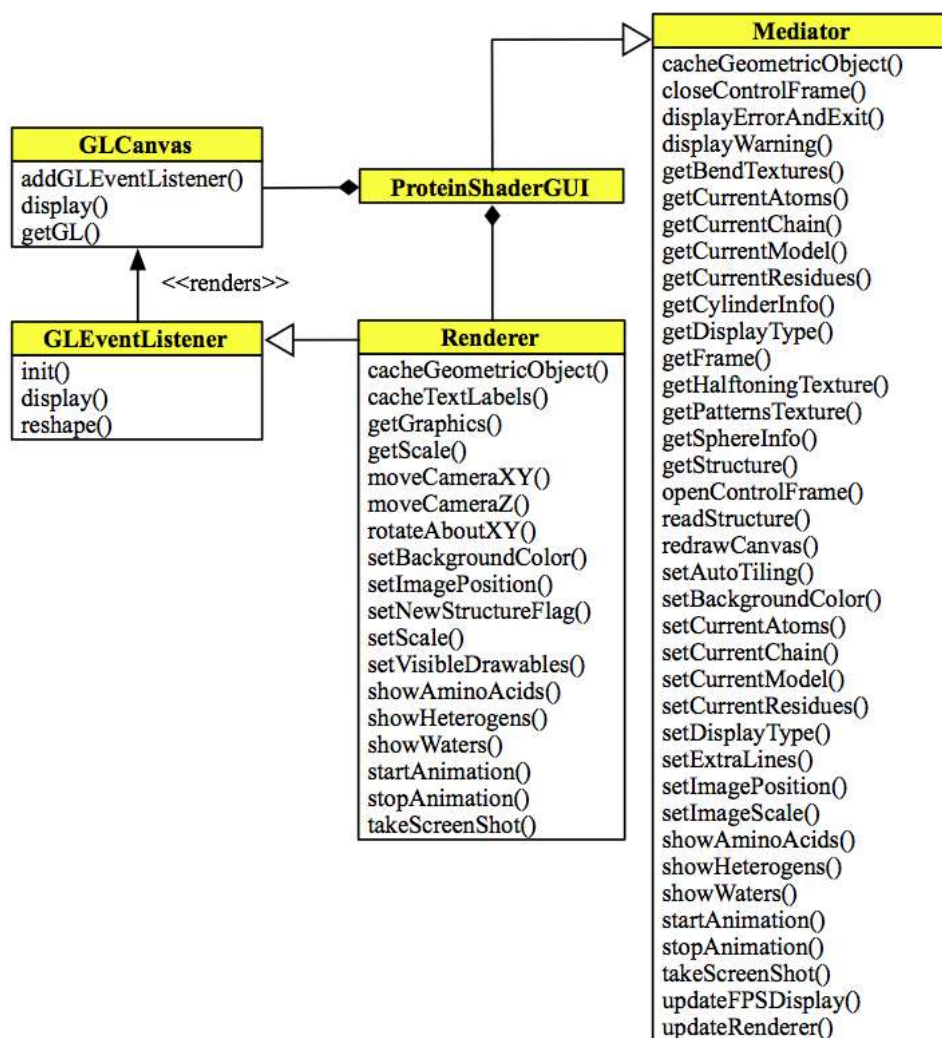 Mediator
cacheGeometricObject()
closeControlFrame()
displayErrorAndExit()
displayWarning()
getBendTextures()
getCurrentAtoms()
getCurrentChain()
getCurrentModel()
getCurrentResidues()
getCylinderInfo()
getDisplayType()
getFrame()
getHalftoningTexture()
getPatternsTexture()
getSphereInfo()
getStructure()
openControlFrame()
readStructure()
redrawCanvas()
setAutoTiling()
setBackgroundColor()
setCurrentAtoms()
setCurrentChain()
setCurrentModel()
setCurrentResidues()
setDisplayType()
setExtraLines()
setImagePosition()
setImageScale()
showAminoAcids()
showHeterogens()
showWaters()
startAnimation()
stopAnimation()
takeScreenShot()
updateFPSDisplay()
updateRenderer()
GLCanvas
addGLEventListener()
display()
getGL()
ProteinShaderGUI
<<renders>>
GLEventListener
init()
display()
reshape()
Renderer
cacheGeometricObject()
cacheTextLabels()
getGraphics()
getScale()
moveCameraXY()
moveCameraZ()
rotateAboutXY()
setBackgroundColor()
setImagePosition()
setNewStructureFlag()
setScale()
setVisibleDrawables()
showAminoAcids()
showHeterogens()
showWaters()
startAnimation()
stopAnimation()
takeScreenShot()